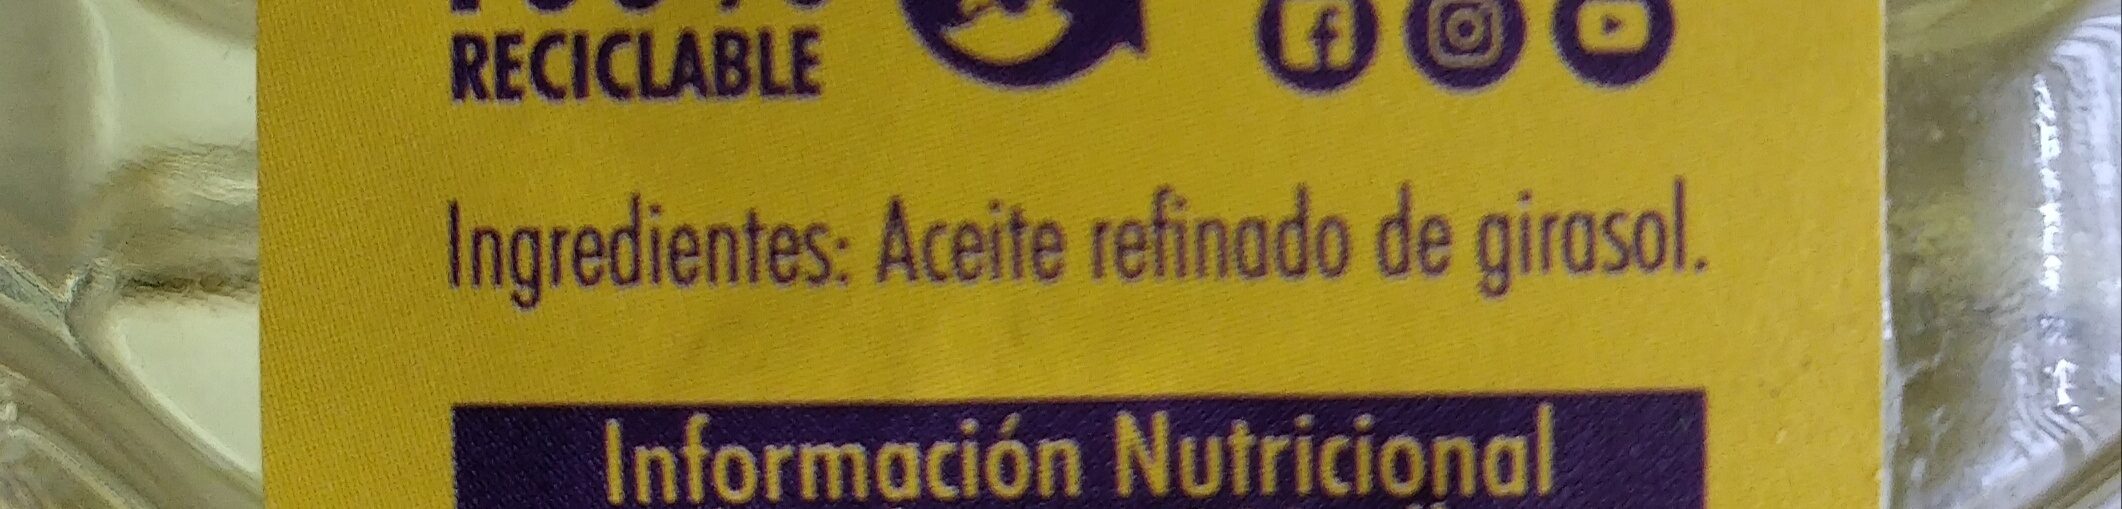 RECICLABLE
Ingredientes: Aceite refinado de girasol.
Información Nutricional